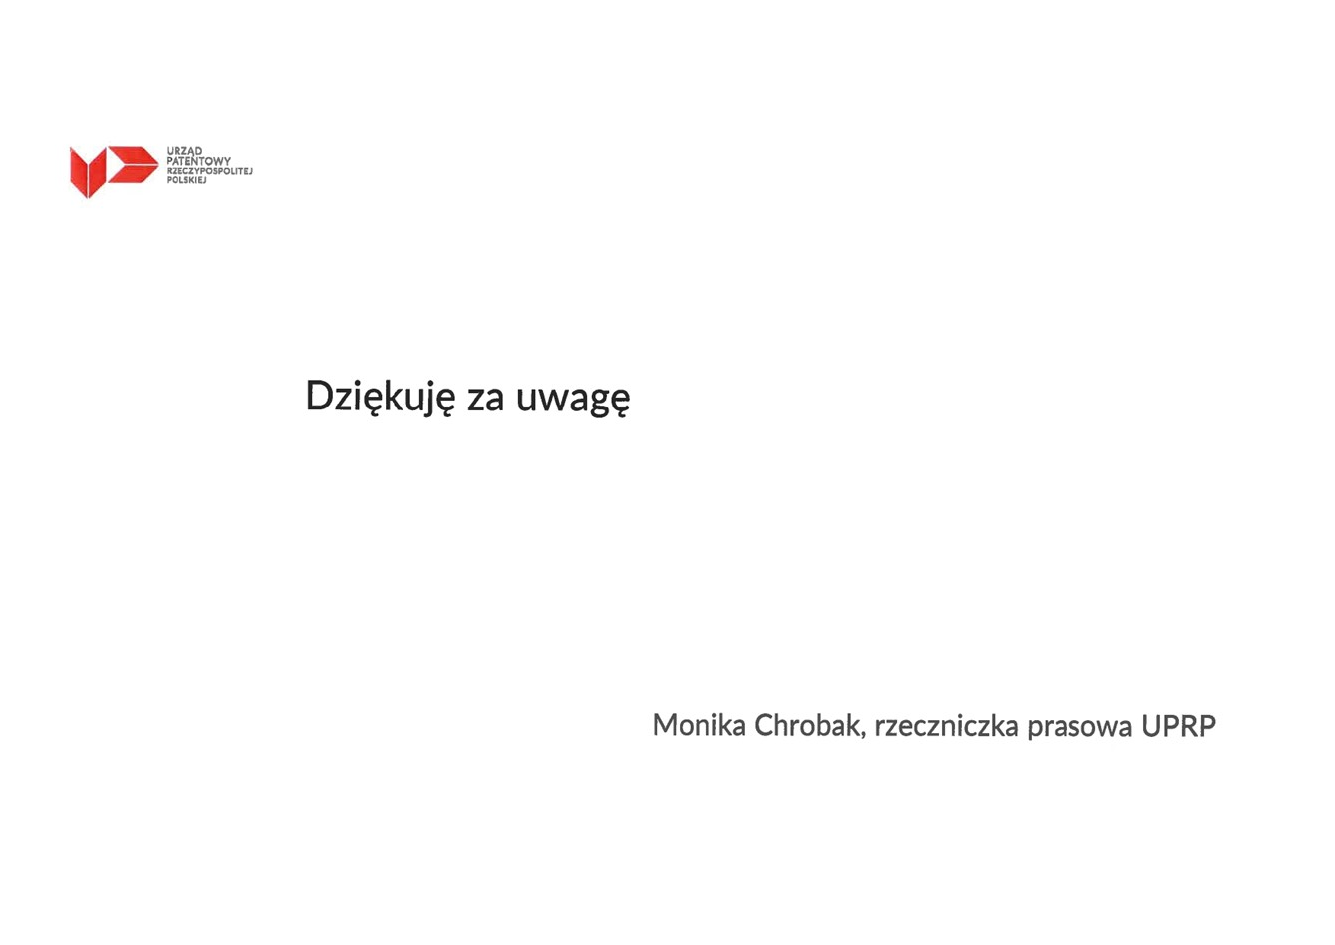 URZĄD
PATENTOWY
RZECZYPOSPOLITEJ
POLSKIEJ
Dziękuję za uwagę
Monika Chrobak, rzeczniczka prasowa UPRP